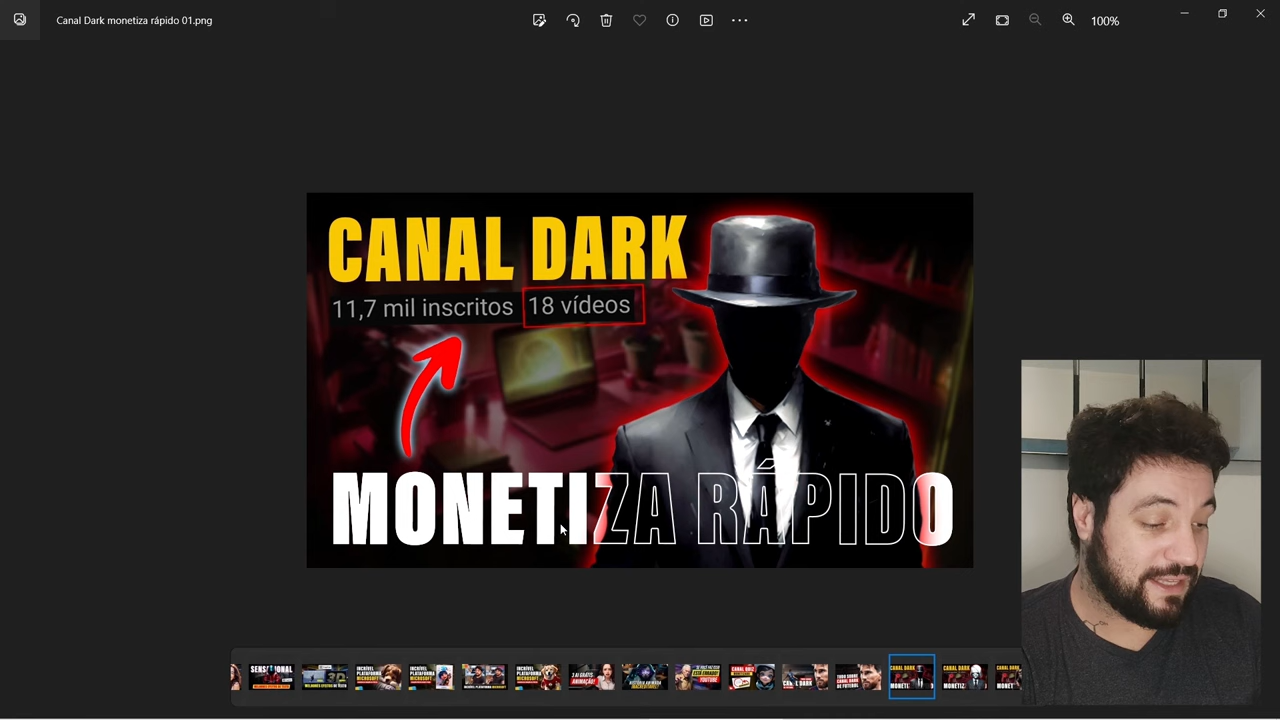 Canal Dark monetiza rápido 01.png
100%
CANAL DARK
11,7 mil inscritos 18 vídeos
MONETIZA RÁPIDO